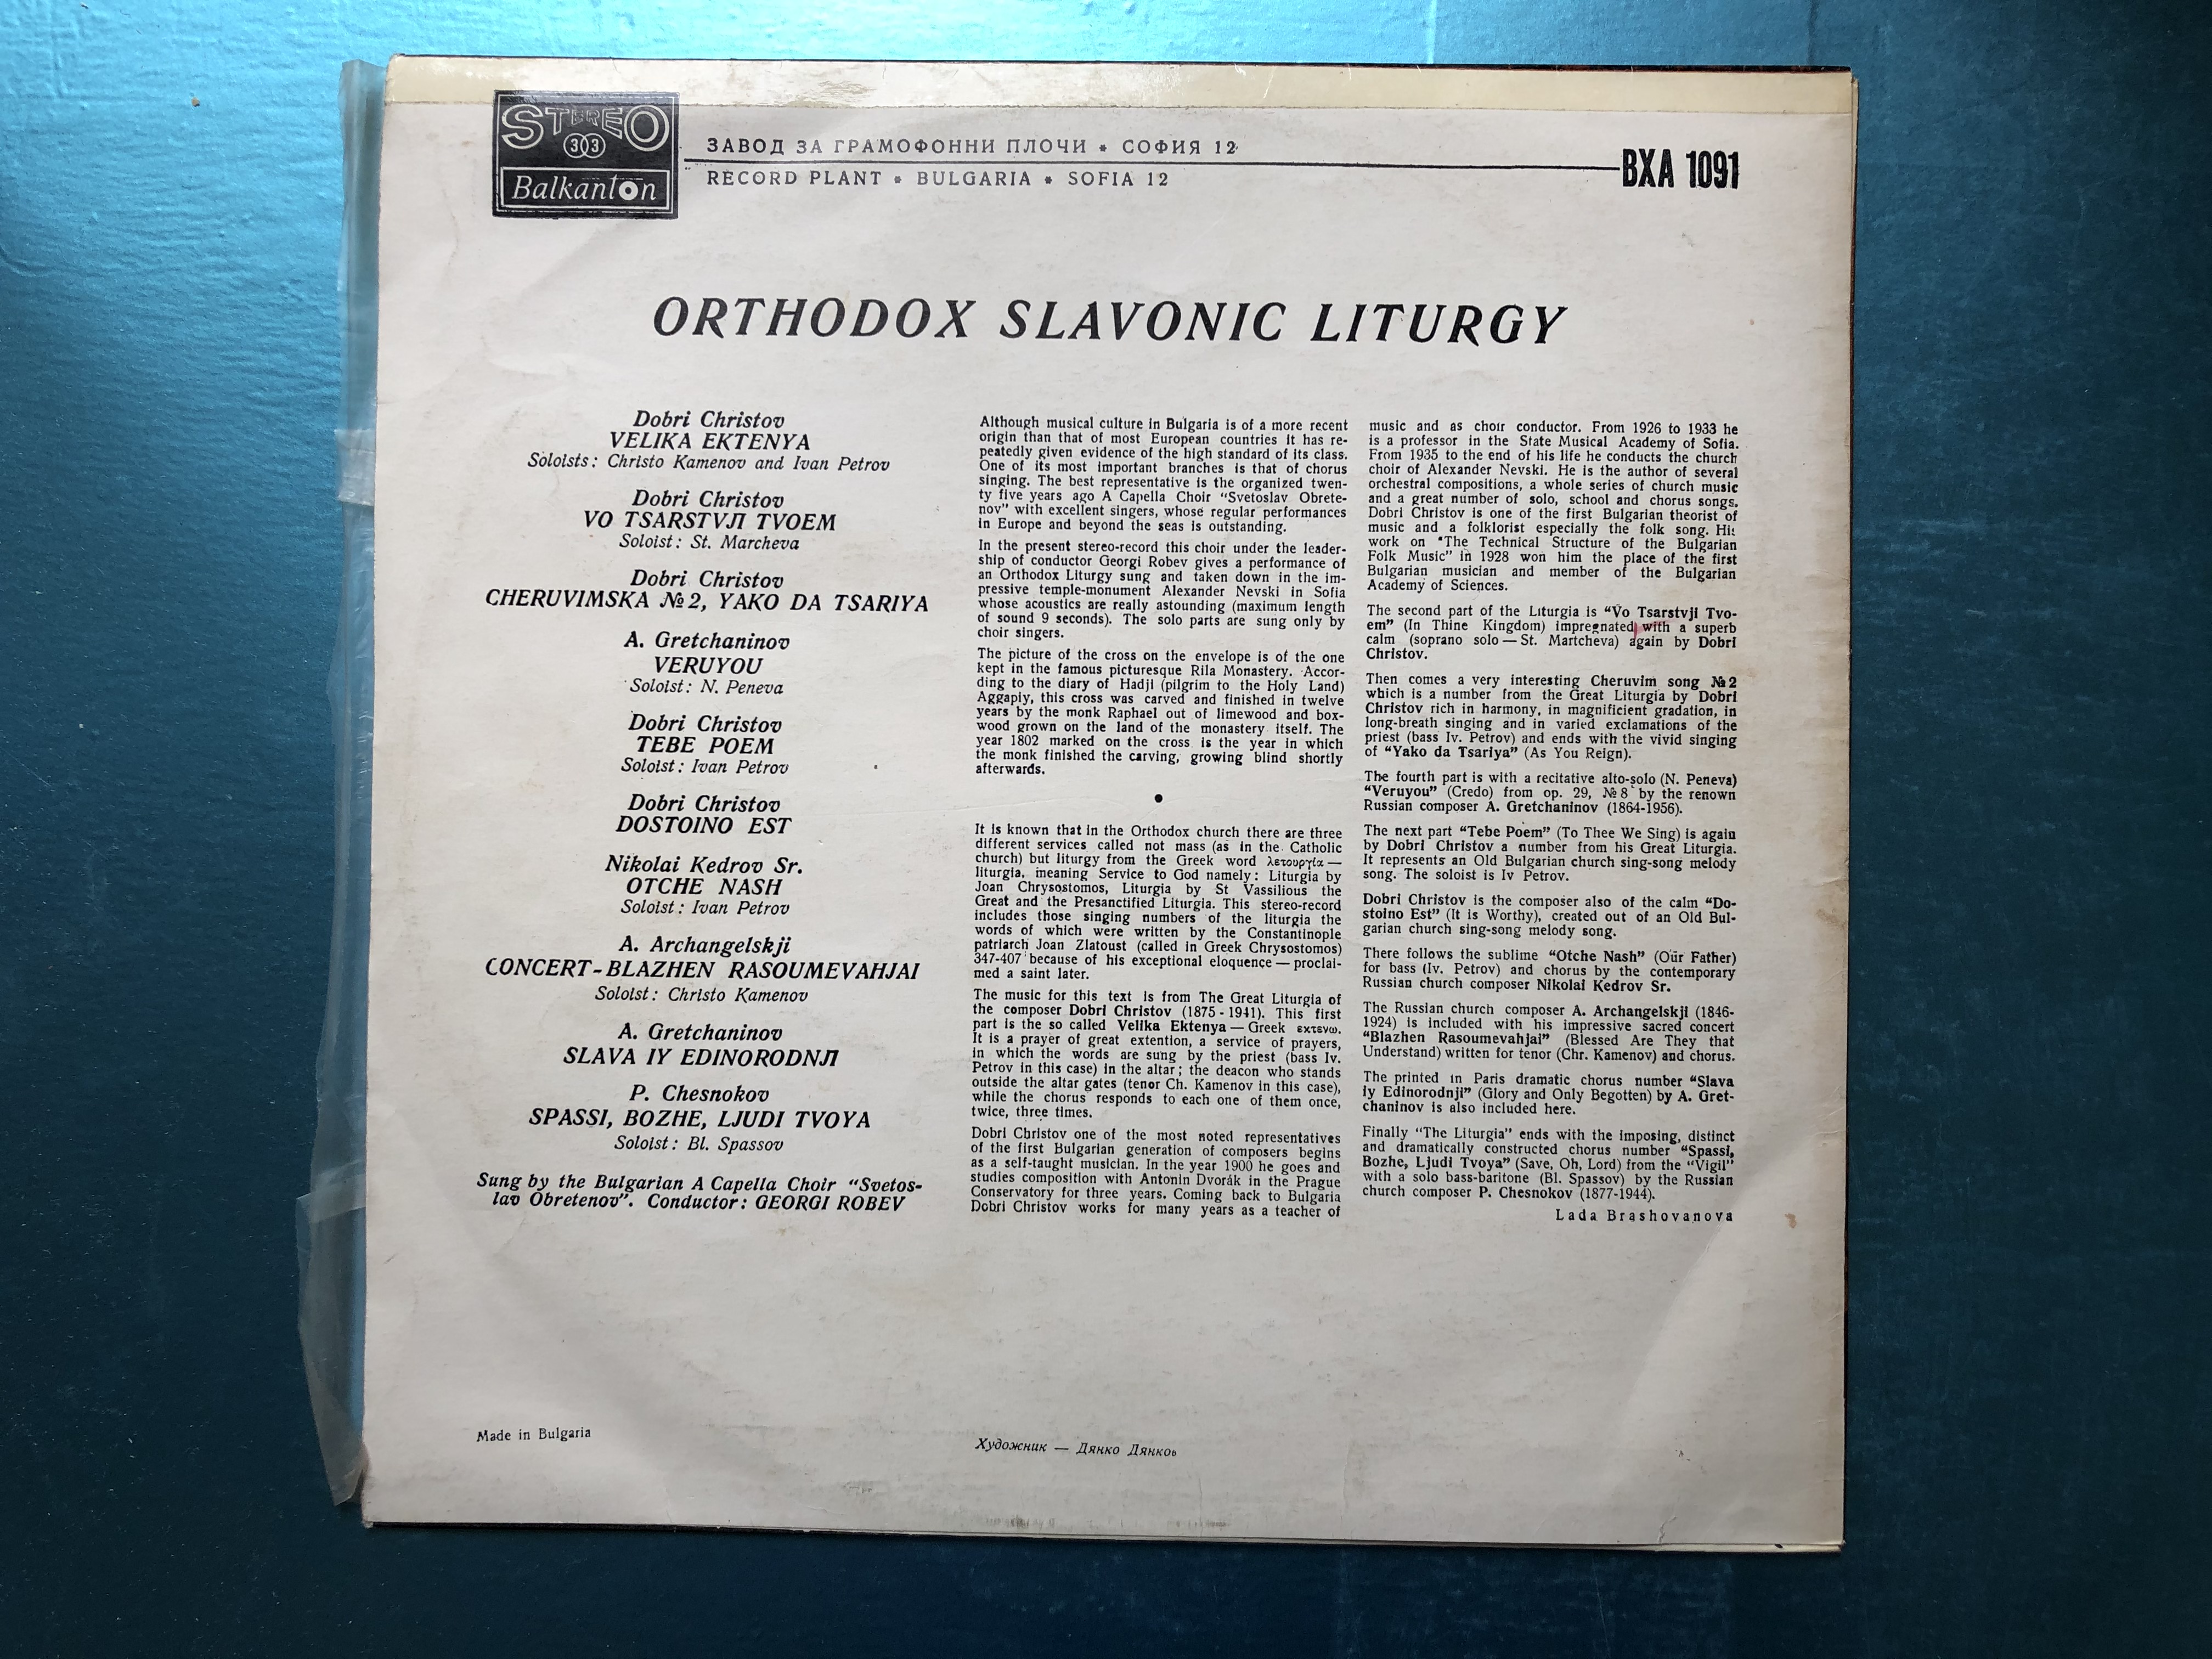 STEREO
33
Balkanton
ЗАВОД ЗА ГРАМОФОННИ ПЛОЧИ * СОФИЯ 12
RECORD PLANT * BULGARIA * SOFIA 12
BXA 1091
ORTHODOX SLAVONIC LITURGY
Dobri Christov
VELIKA EKTENYA
Soloists: Christo Kamenov and Ivan Petrov
Dobri Christov
VO TSARSTVJI TVOEM
Soloist: St. Marcheva
Dobri Christov
CHERUVIMSKA №2, YAKO DA TSARIYA
A. Gretchaninov
VERUYOU
Soloist: N. Peneva
Dobri Christov
TEBE POEM
Soloist: Ivan Petrov
Dobri Christov
DOSTOINO EST
Nikolai Kedrov Sr.
OTCHE NASH
Soloist: Ivan Petrov
A. Archangelskji
CONCERT-BLAZHEN RASOUMEVAHJAI
Soloist: Christo Kamenov
A. Gretchaninov
SLAVA IY EDINORODNJI
P. Chesnokov
SPASSI, BOZHE, LJUDI TVOYA
Soloist: Bl. Spassov
Sung by the Bulgarian A Capella Choir "Svetos-
lav Obretenov". Conductor: GEORGI ROBEV
Although musical culture in Bulgaria is of a more recent
origin than that of most European countries it has re-
peatedly given evidence of the high standard of its class.
One of its most important branches is that of chorus
singing. The best representative is the organized twen-
ty five years ago A Capella Choir "Svetoslav Obrete-
nov" with excellent singers, whose regular performances
in Europe and beyond the seas is outstanding.
In the present stereo-record this choir under the leader-
ship of conductor Georgi Robev gives a performance of
an Orthodox Liturgy sung and taken down in the im-
pressive temple-monument Alexander Nevski in Sofia
whose acoustics are really astounding (maximum length
of sound 9 seconds). The solo parts are sung only by
choir singers.
The picture of the cross on the envelope is of the one
kept in the famous picturesque Rila Monastery. Accor-
ding to the diary of Hadji (pilgrim to the Holy Land)
Aggapiy, this cross was carved and finished in twelve
years by the monk Raphael out of limewood and box-
wood grown on the land of the monastery itself. The
year 1802 marked on the cross is the year in which
the monk finished the carving, growing blind shortly
afterwards.
●
It is known that in the Orthodox church there are three
different services called not mass (as in the Catholic
church) but liturgy from the Greek word λετουργία —
liturgia, meaning Service to God namely: Liturgia by
Joan Chrysostomos, Liturgia by St Vassilious the
Great and the Presanctified Liturgia. This stereo-record
includes those singing numbers of the liturgia the
words of which were written by the Constantinople
patriarch Joan Zlatoust (called in Greek Chrysostomos)
347-407 because of his exceptional eloquence — proclai-
med a saint later.
The music for this text is from The Great Liturgia of
the composer Dobri Christov (1875-1941). This first
part is the so called Velika Ektenya — Greek εκτενω.
It is a prayer of great extention, a service of prayers,
in which the words are sung by the priest (bass Iv.
Petrov in this case) in the altar; the deacon who stands
outside the altar gates (tenor Ch. Kamenov in this case),
while the chorus responds to each one of them once,
twice, three times.
Dobri Christov one of the most noted representatives
of the first Bulgarian generation of composers begins
as a self-taught musician. In the year 1900 he goes and
studies composition with Antonin Dvorák in the Prague
Conservatory for three years. Coming back to Bulgaria
Dobri Christov works for many years as a teacher of
music and as choir conductor. From 1926 to 1933 he
is a professor in the State Musical Academy of Sofia.
From 1935 to the end of his life he conducts the church
choir of Alexander Nevski. He is the author of several
orchestral compositions, a whole series of church music
and a great number of solo, school and chorus songs.
Dobri Christov is one of the first Bulgarian theorist of
music and a folklorist especially the folk song. His
work on "The Technical Structure of the Bulgarian
Folk Music" in 1928 won him the place of the first
Bulgarian musician and member of the Bulgarian
Academy of Sciences.
The second part of the Liturgia is "Vo Tsarstvji Tvo-
em" (In Thine Kingdom) impregnated with a superb
calm (soprano solo — St. Martcheva) again by Dobri
Christov.
Then comes a very interesting Cheruvim song №2
which is a number from the Great Liturgia by Dobri
Christov rich in harmony, in magnificient gradation, in
long-breath singing and in varied exclamations of the
priest (bass Iv. Petrov) and ends with the vivid singing
of "Yako da Tsariya" (As You Reign).
The fourth part is with a recitative alto-solo (N. Peneva)
"Veruyou" (Credo) from op. 29, №8 by the renown
Russian composer A. Gretchaninov (1864-1956).
The next part "Tebe Poem" (To Thee We Sing) is again
by Dobri Christov a number from his Great Liturgia.
It represents an Old Bulgarian church sing-song melody
song. The soloist is Iv Petrov.
Dobri Christov is the composer also of the calm "Do-
stoino Est" (It is Worthy), created out of an Old Bul-
garian church sing-song melody song.
There follows the sublime "Otche Nash" (Our Father)
for bass (Iv. Petrov) and chorus by the contemporary
Russian church composer Nikolai Kedrov Sr.
The Russian church composer A. Archangelskji (1846-
1924) is included with his impressive sacred concert
"Blazhen Rasoumevahjai" (Blessed Are They that
Understand) written for tenor (Chr. Kamenov) and chorus.
The printed in Paris dramatic chorus number "Slava
iy Edinorodnji" (Glory and Only Begotten) by A. Gret-
chaninov is also included here.
Finally "The Liturgia" ends with the imposing, distinct
and dramatically constructed chorus number "Spassi,
Bozhe, Ljudi Tvoya" (Save, Oh, Lord) from the "Vigil"
with a solo bass-baritone (Bl. Spassov) by the Russian
church composer P. Chesnokov (1877-1944).
Lada Brashovanova
Made in Bulgaria
Художник — Дянко Дянков